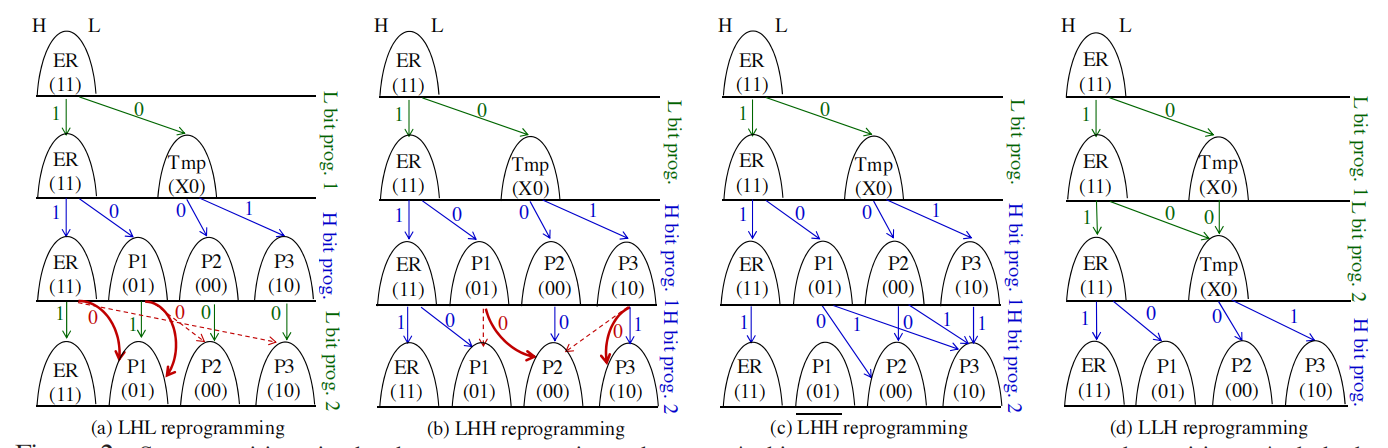 H L
ER
(11)
1 0
L bit prog. 1
ER Tmp
(11) (X0)
1 0 0 1
H bit prog.
ER P1 P2 P3
(11) (01) (00) (10)
1 0 1 0 0 0
L bit prog. 2
ER P1 P2 P3
(11) (01) (00) (10)
(a) LHL reprogramming
H L
ER
(11)
1 0
L bit prog.
ER Tmp
(11) (X0)
1 0 0 1
H bit prog. 1
ER P1 P2 P3
(11) (01) (00) (10)
1 0 0 0 0 1
H bit prog. 2
ER P1 P2 P3
(11) (01) (00) (10)
(b) LHH reprogramming
H L
ER
(11)
1 0
L bit prog.
ER Tmp
(11) (X0)
1 0 0 1
H bit prog. 1
ER P1 P2 P3
(11) (01) (00) (10)
1 0 1 0 1
H bit prog. 2
ER P1 P2 P3
(11) (01) (00) (10)
(c) LHH reprogramming
H L
ER
(11)
1 0
L bit prog. 1
ER Tmp
(11) (X0)
1 0 0
L bit prog. 2
ER Tmp
(11) (X0)
1 0 0 1
H bit prog.
ER P1 P2 P3
(11) (01) (00) (10)
(d) LLH reprogramming